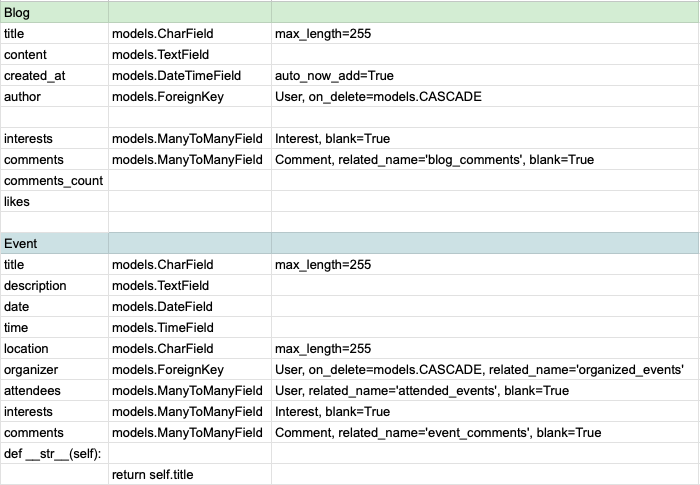 Blog
title models.CharField max_length=255
content models.TextField
created_at models.DateTimeField auto_now_add=True
author models.ForeignKey User, on_delete=models.CASCADE
interests models.ManyToManyField Interest, blank=True
comments models.ManyToManyField Comment, related_name='blog_comments', blank=True
comments_count
likes
Event
title models.CharField max_length=255
description models.TextField
date models.DateField
time models.TimeField
location models.CharField max_length=255
organizer models.ForeignKey User, on_delete=models.CASCADE, related_name='organized_events'
attendees models.ManyToManyField User, related_name='attended_events', blank=True
interests models.ManyToManyField Interest, blank=True
comments models.ManyToManyField Comment, related_name='event_comments', blank=True
def __str__(self):
return self.title